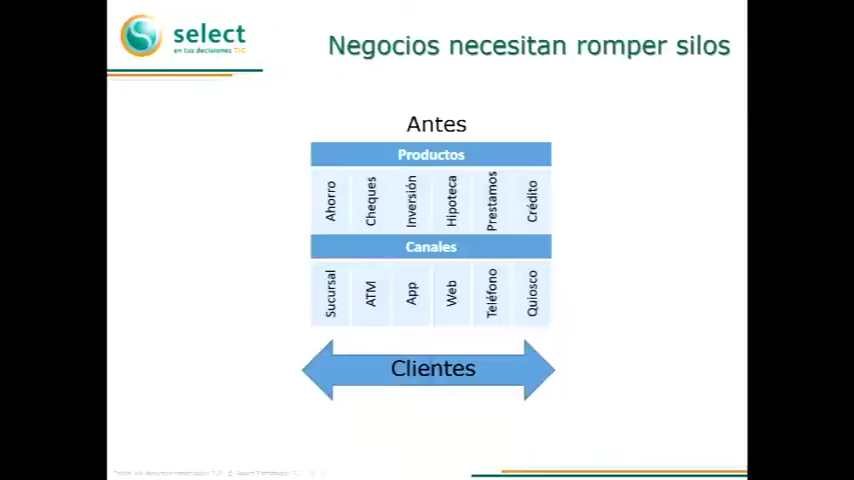 select
en tus decisiones TIC
Negocios necesitan romper silos
Antes
Productos
Ahorro
Cheques
Inversión
Hipoteca
Prestamos
Crédito
Canales
Sucursal
ATM
App
Web
Teléfono
Quiosco
Clientes